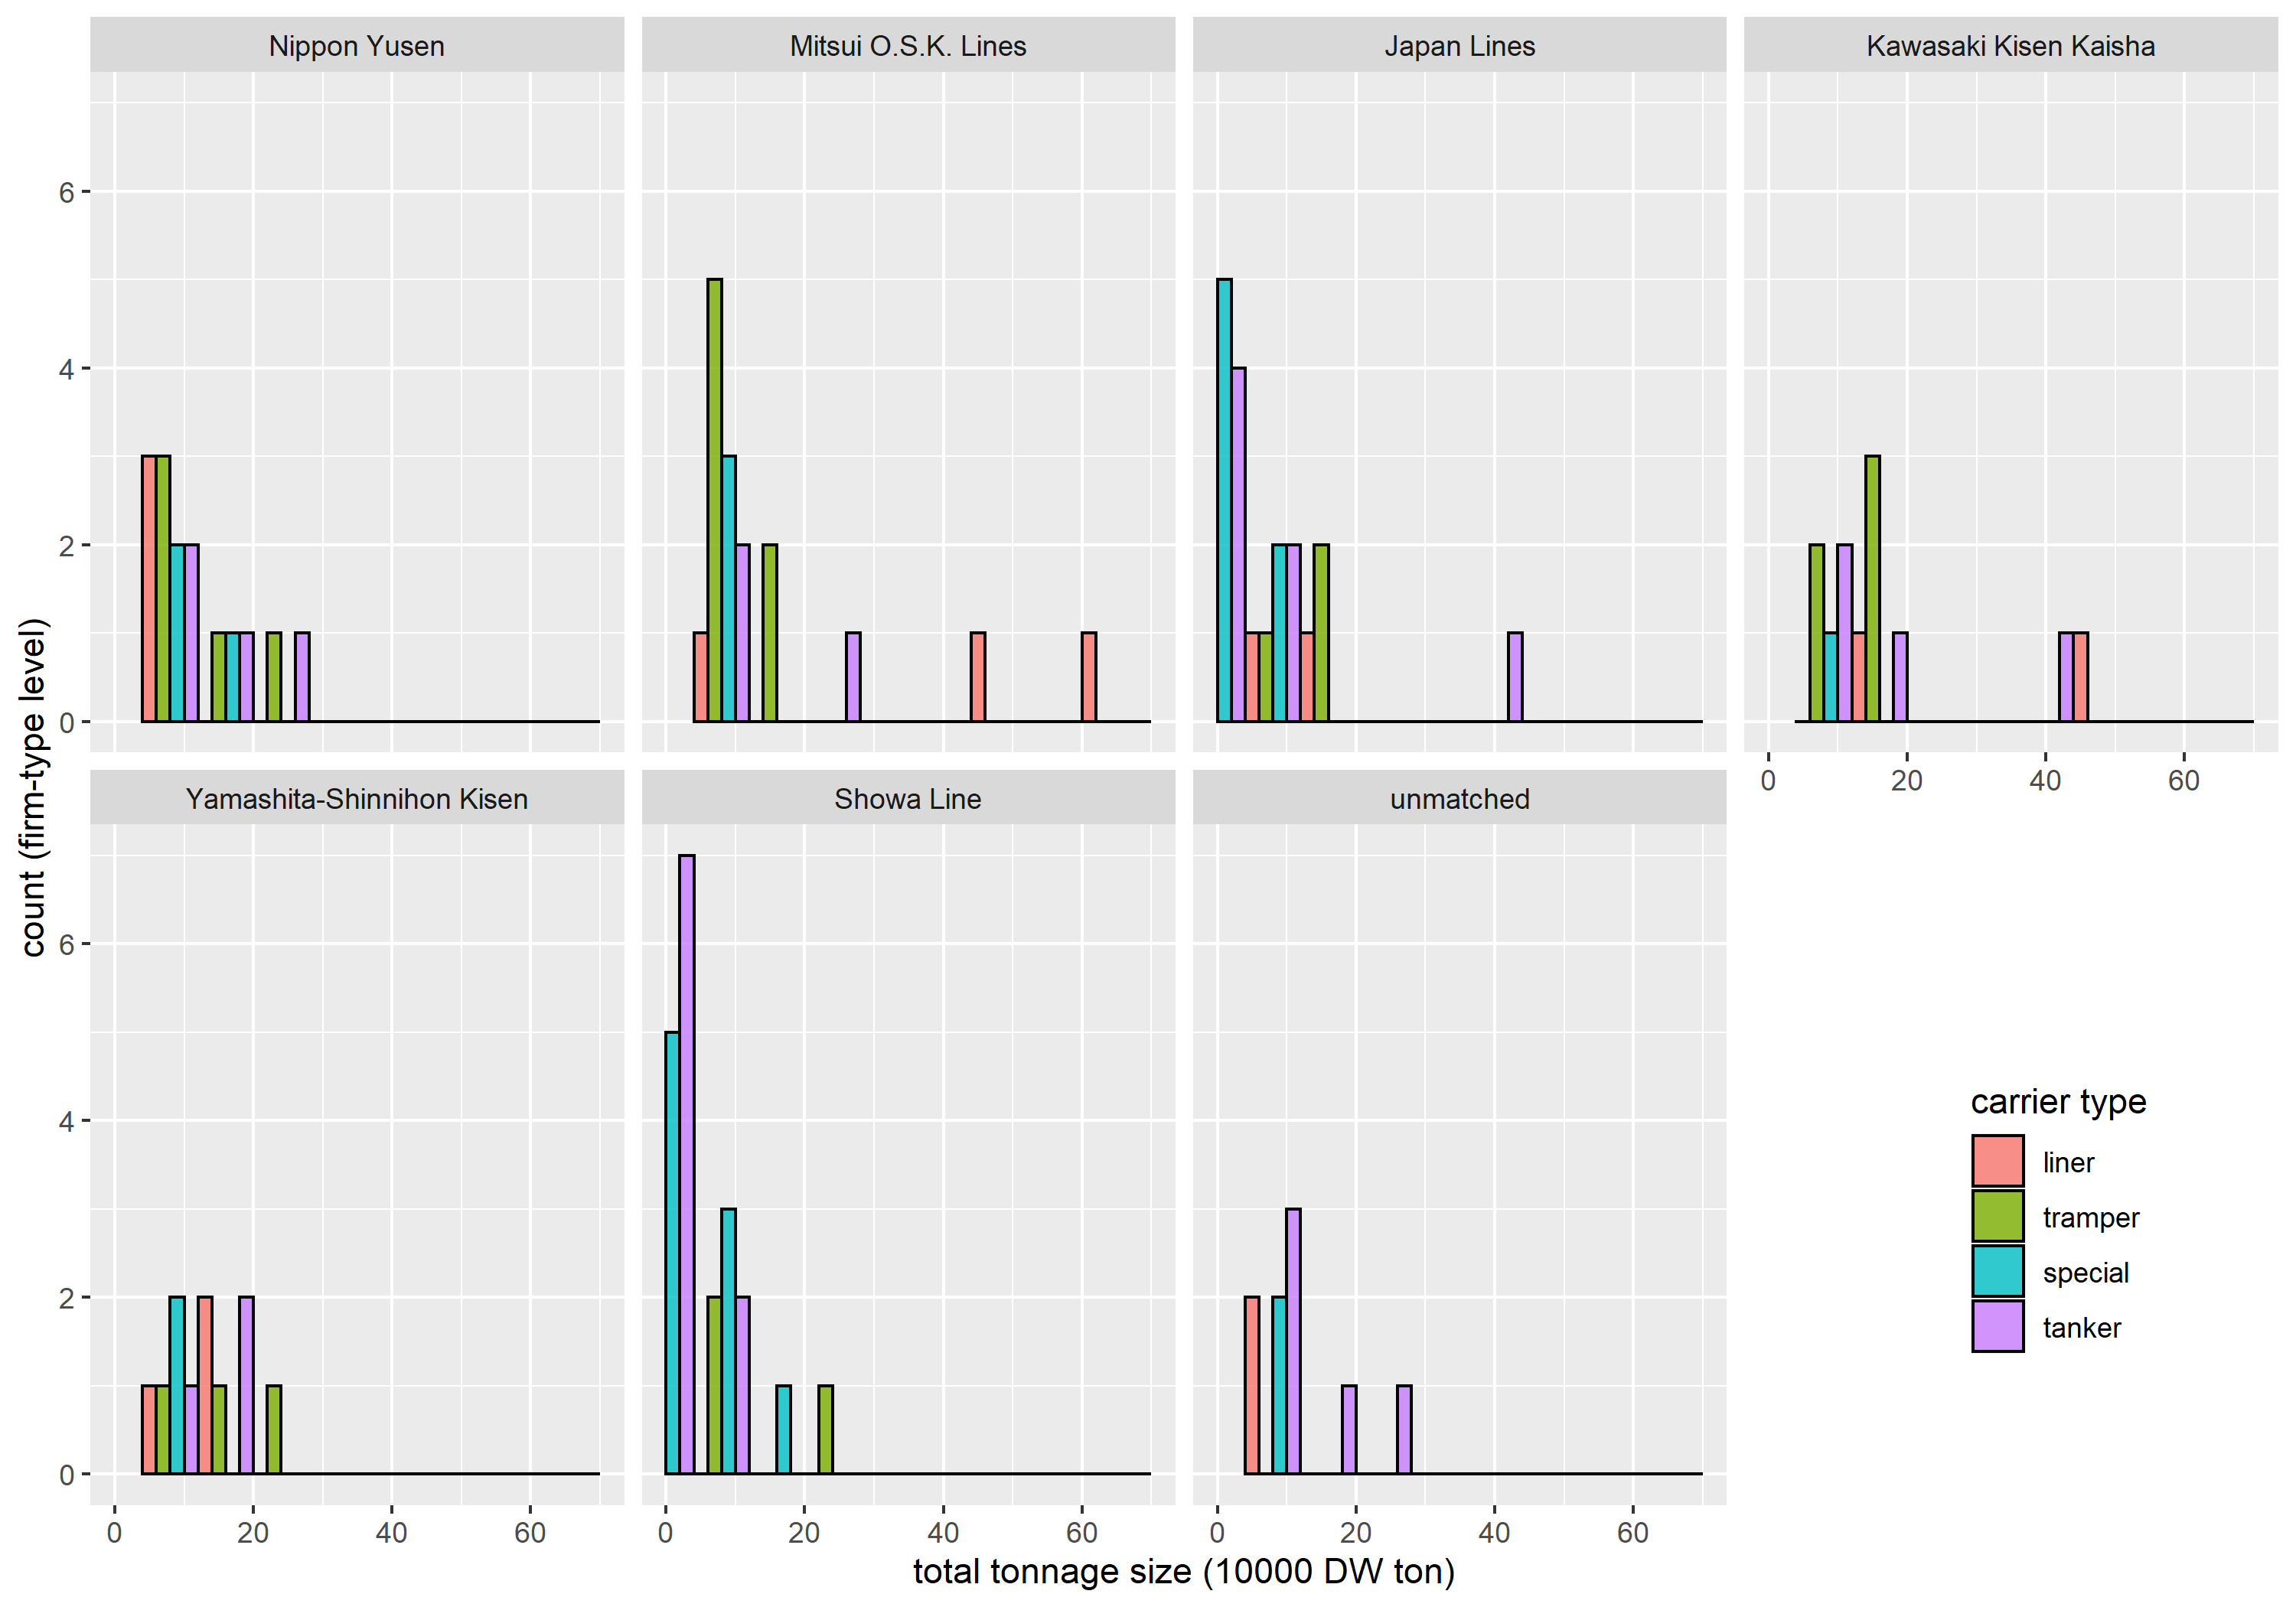 Nippon Yusen
Mitsui O.S.K. Lines
Japan Lines
Kawasaki Kisen Kaisha
6
4
2
0
0 20 40 60
Yamashita-Shinnihon Kisen
Showa Line
unmatched
6
4
2
0
0 20 40 60
0 20 40 60
0 20 40 60
count (firm-type level)
total tonnage size (10000 DW ton)
carrier type
liner
tramper
special
tanker